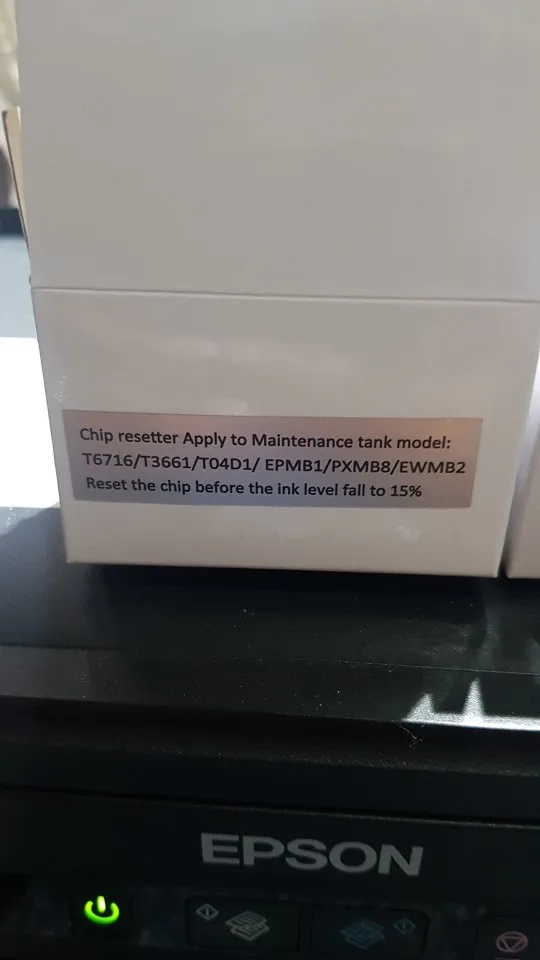 Chip resetter Apply to Maintenance tank model:
T6716/T3661/T04D1/ EPMB1/PXMB8/EWMB2
Reset the chip before the ink level fall to 15%
EPSON